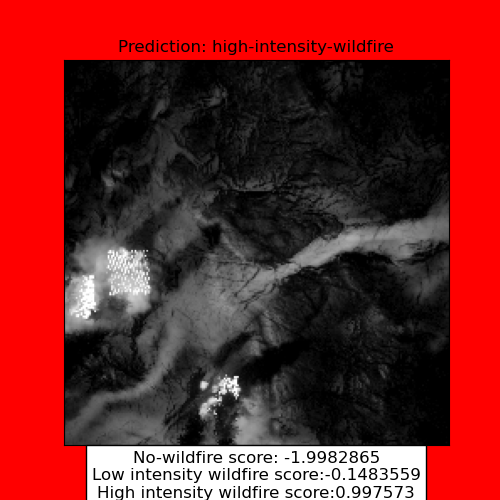 Prediction: high-intensity-wildfire
No-wildfire score: -1.9982865
Low intensity wildfire score:-0.1483559
High intensity wildfire score:0.997573